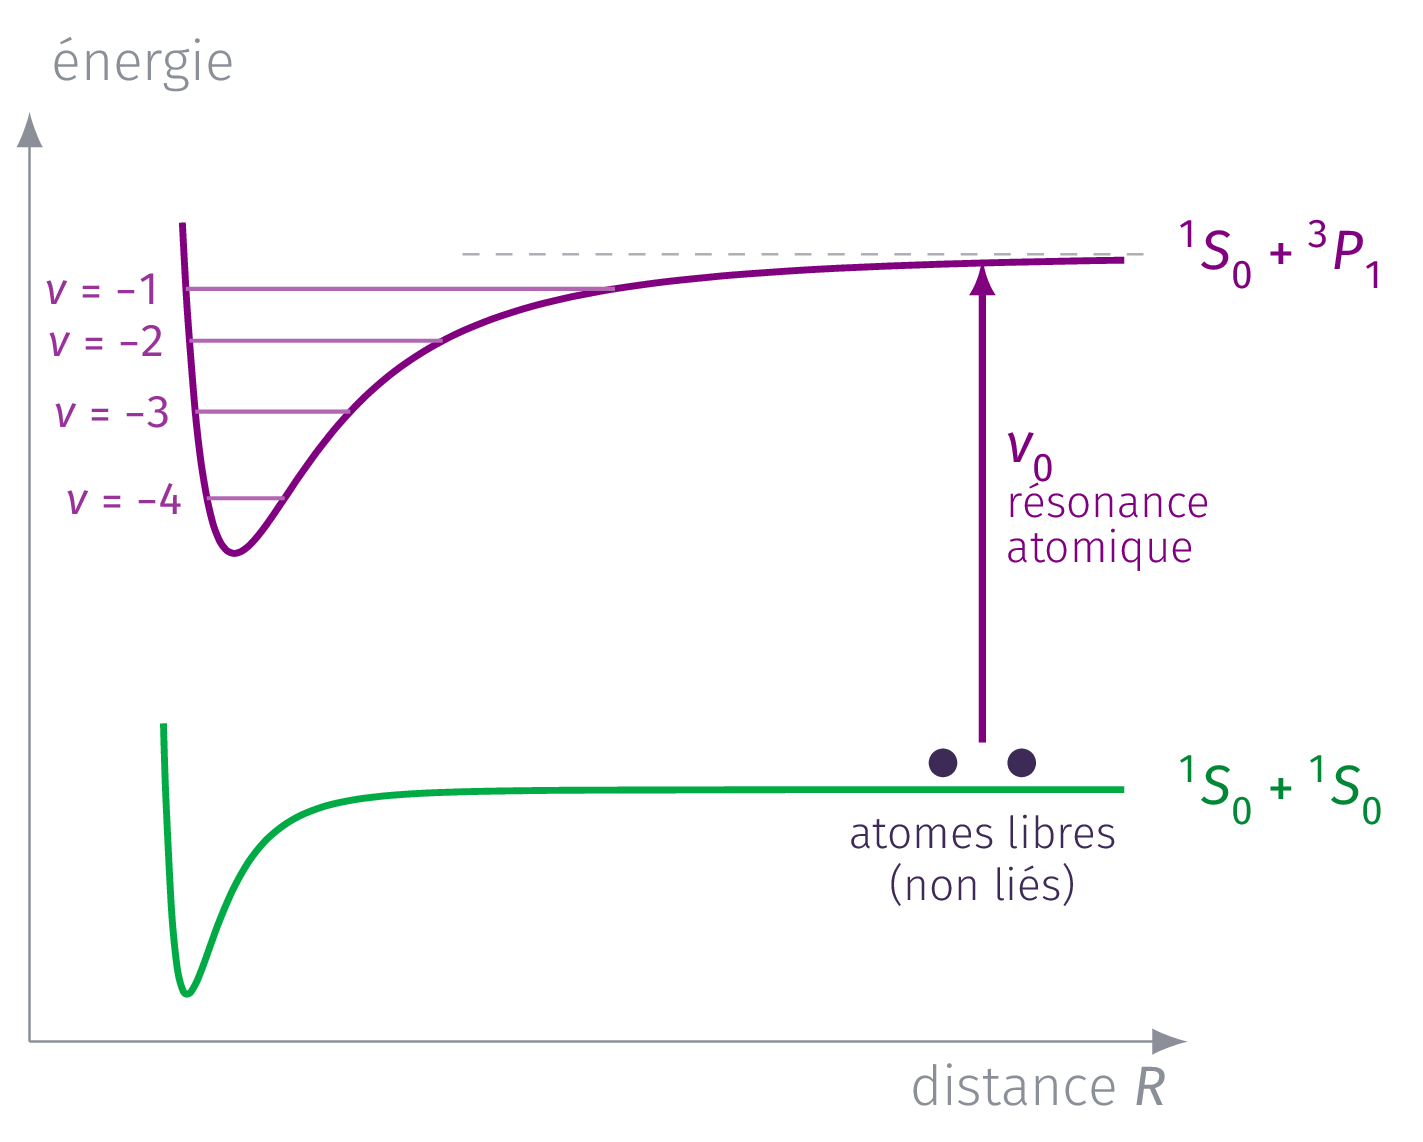 énergie
¹S₀ + ³P₁
v = –1
v = –2
v = –3
v = –4
ν₀
résonance
atomique
¹S₀ + ¹S₀
atomes libres
(non liés)
distance R